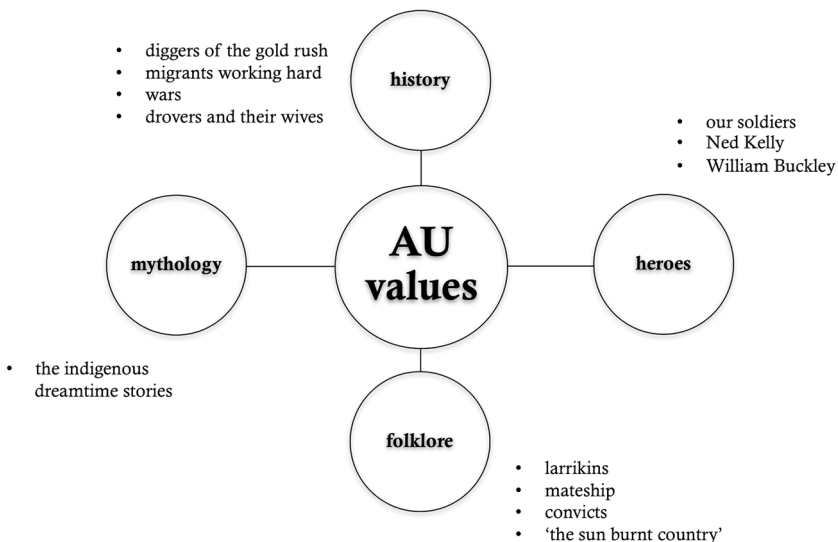 • diggers of the gold rush
• migrants working hard
• wars
• drovers and their wives
history
• our soldiers
• Ned Kelly
• William Buckley
mythology
AU
values
heroes
• the indigenous
dreamtime stories
folklore
• larrikins
• mateship
• convicts
• ‘the sun burnt country’